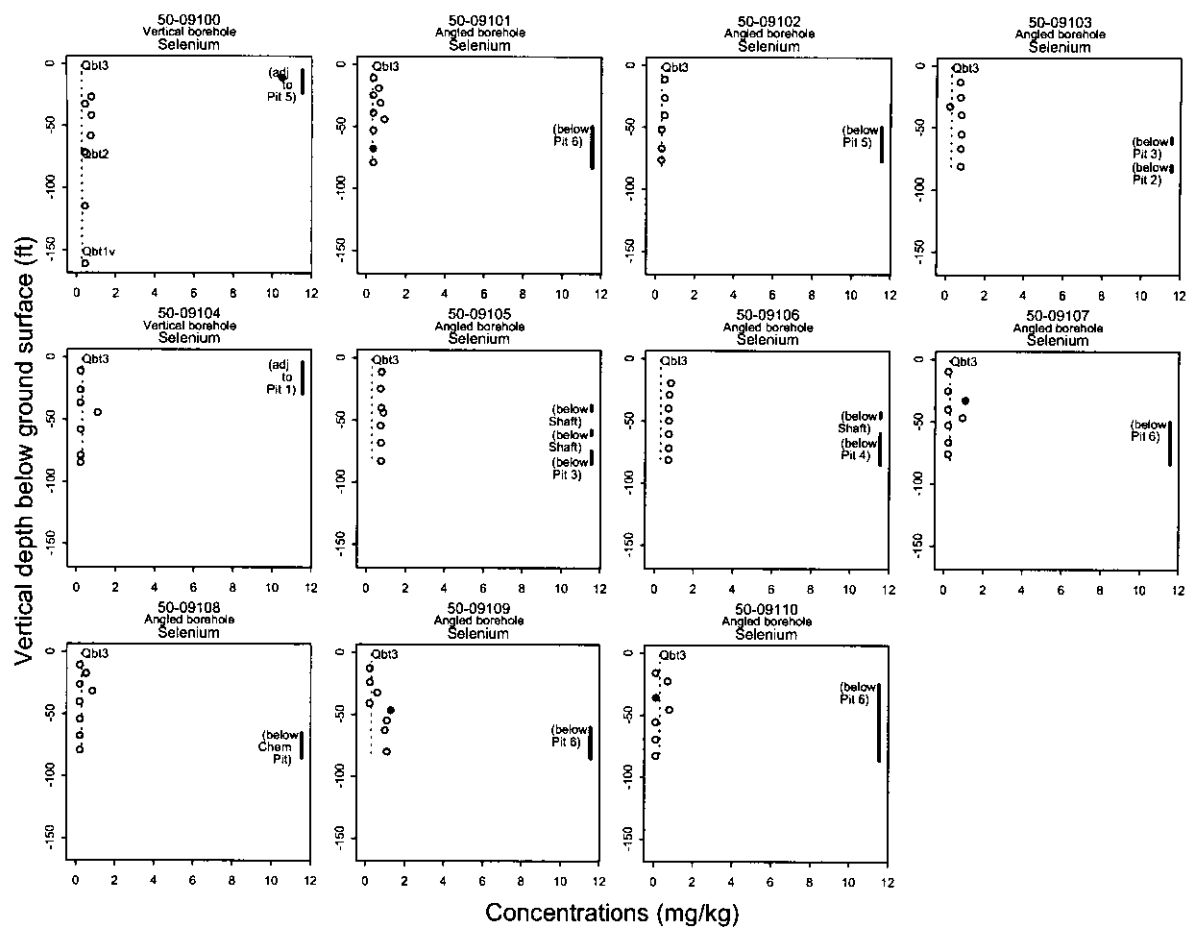 50-09100
Vertical borehole
Selenium
Qbt3
(adj
to
Pit 5)
Qbt2
Qbt1v
0
-50
-100
-150
0 2 4 6 8 10 12
50-09101
Angled borehole
Selenium
Qbt3
(below
Pit 6)
0
-50
-100
-150
0 2 4 6 8 10 12
50-09102
Angled borehole
Selenium
Qbt3
(below
Pit 5)
0
-50
-100
-150
0 2 4 6 8 10 12
50-09103
Angled borehole
Selenium
Qbt3
(below
Pit 3)
(below
Pit 2)
0
-50
-100
-150
0 2 4 6 8 10 12
50-09104
Vertical borehole
Selenium
Qbt3
(adj
to
Pit 1)
0
-50
-100
-150
0 2 4 6 8 10 12
50-09105
Angled borehole
Selenium
Qbt3
(below
Shaft)
(below
Shaft)
(below
Pit 3)
0
-50
-100
-150
0 2 4 6 8 10 12
50-09106
Angled borehole
Selenium
Qbt3
(below
Shaft)
(below
Pit 4)
0
-50
-100
-150
0 2 4 6 8 10 12
50-09107
Angled borehole
Selenium
Qbt3
(below
Pit 6)
0
-50
-100
-150
0 2 4 6 8 10 12
50-09108
Angled borehole
Selenium
Qbt3
(below
Chem
Pit)
0
-50
-100
-150
0 2 4 6 8 10 12
50-09109
Angled borehole
Selenium
Qbt3
(below
Pit 6)
0
-50
-100
-150
0 2 4 6 8 10 12
50-09110
Angled borehole
Selenium
Qbt3
(below
Pit 6)
0
-50
-100
-150
0 2 4 6 8 10 12
Vertical depth below ground surface (ft)
Concentrations (mg/kg)